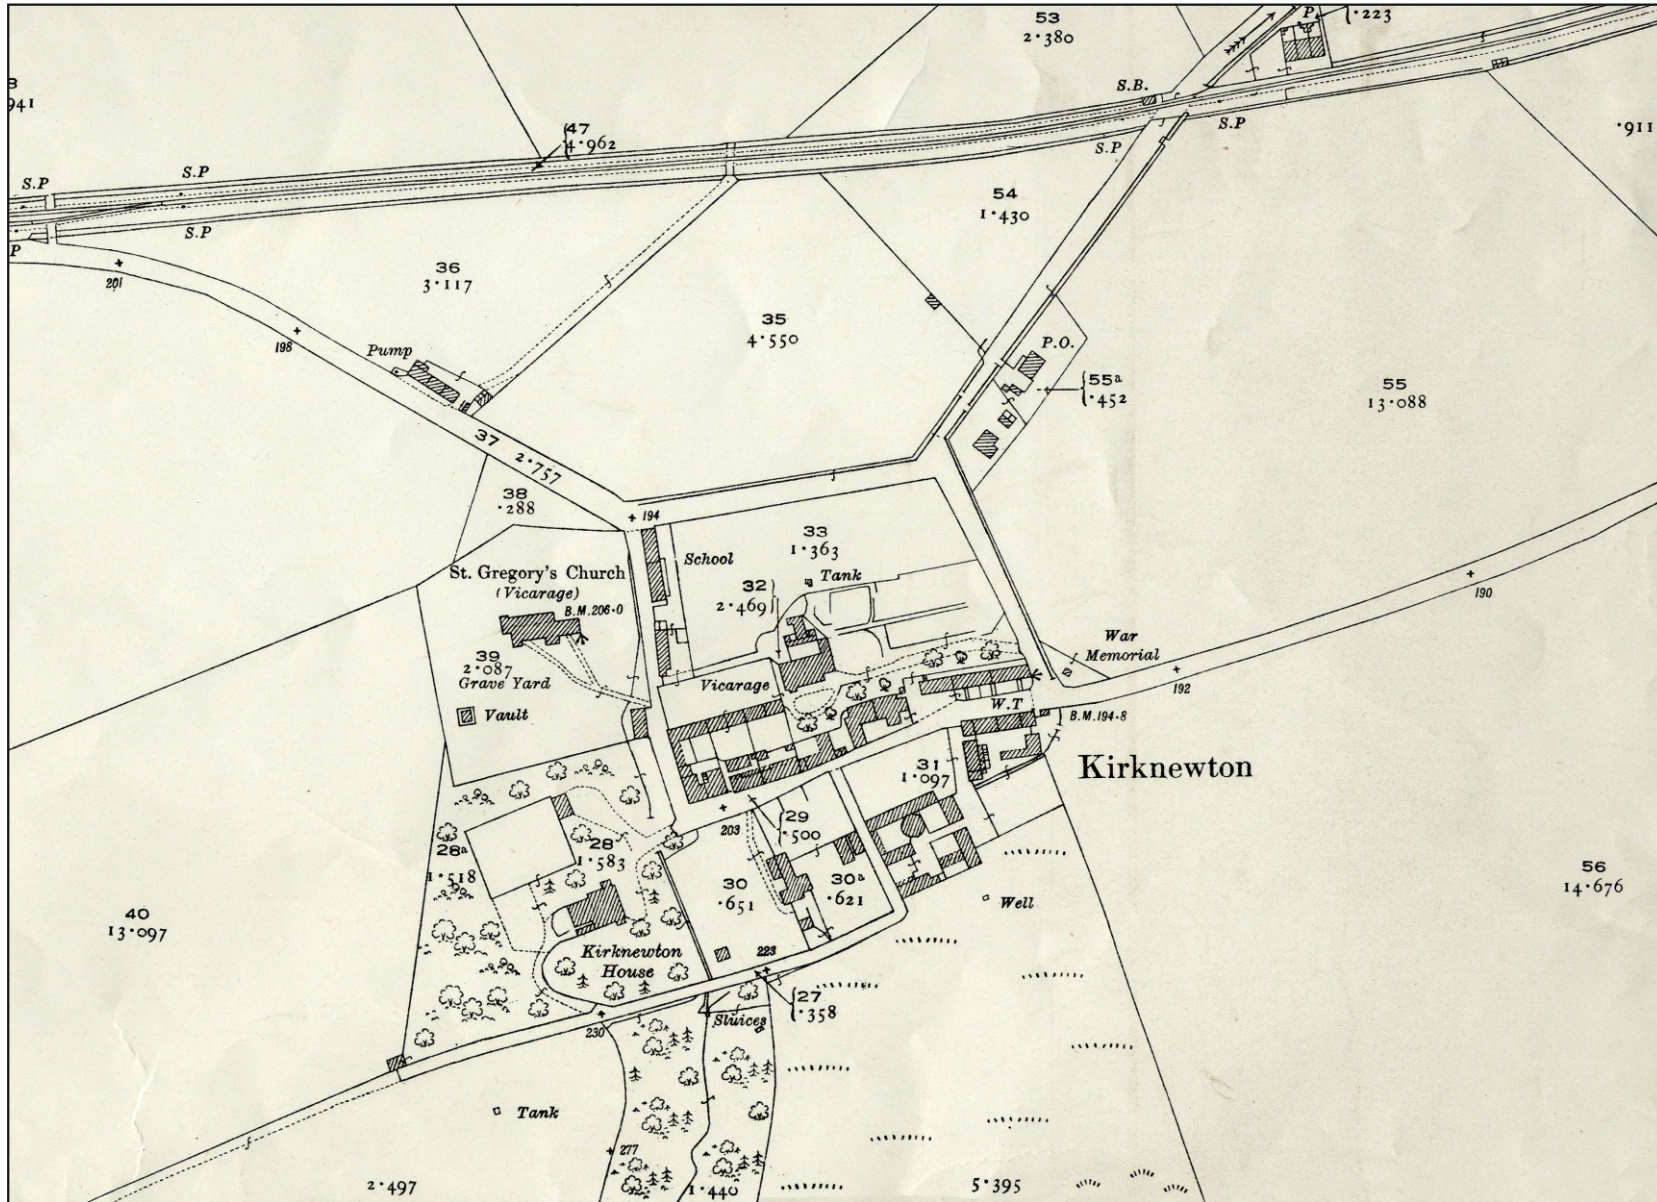 53
2·380
P
·223
8
941
S.B.
47
4·962
S.P
S.P
·911
S.P
S.P
54
1·430
S.P
P
36
3·117
201
35
4·550
198
Pump
P.O.
55a
·452
55
13·088
37
2·757
38
·288
194
33
1·363
School
St. Gregory's Church
(Vicarage)
B.M.206·0
32
2·469
Tank
190
39
2·087
Grave Yard
War
Memorial
192
Vicarage
Vault
W.T
B.M.194·8
Kirknewton
31
1·097
203
29
·500
28a
1·518
28
1·583
30
·651
30a
·621
56
14·676
Well
40
13·097
Kirknewton
House
223
27
·358
Sluices
230
Tank
277
2·497
1·440
5·395